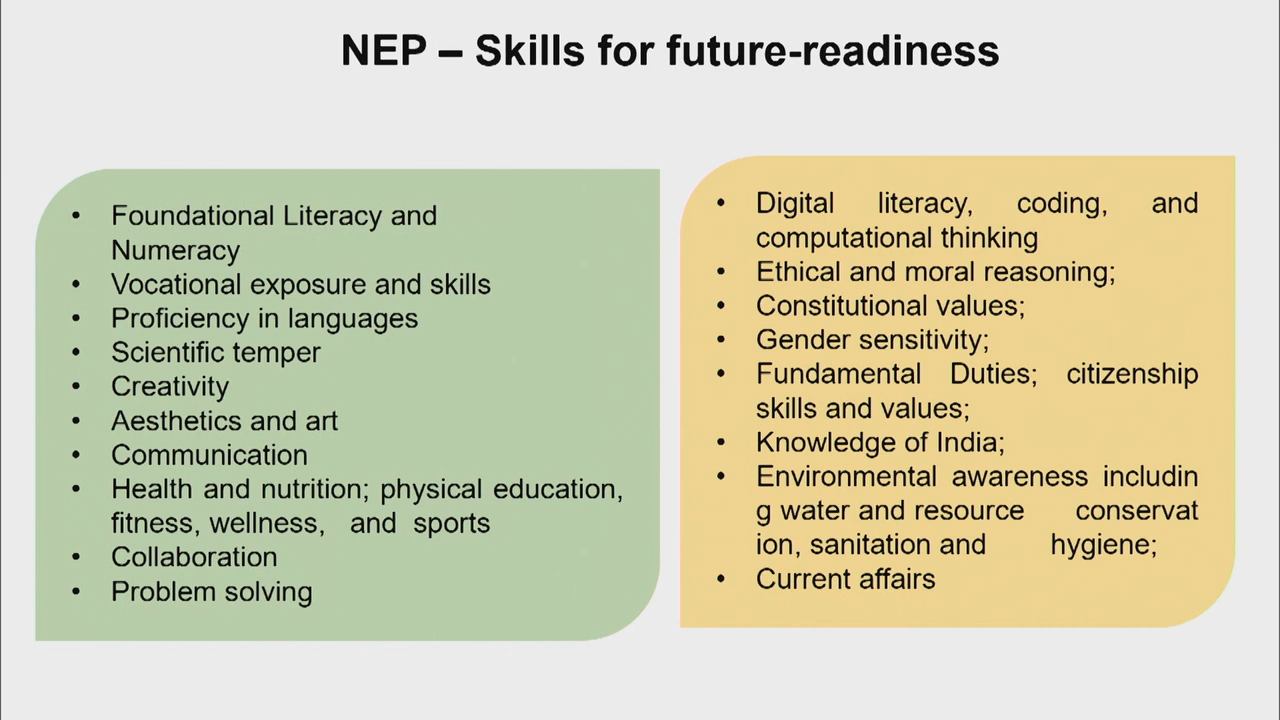 NEP – Skills for future-readiness
• Foundational Literacy and
Numeracy
• Vocational exposure and skills
• Proficiency in languages
• Scientific temper
• Creativity
• Aesthetics and art
• Communication
• Health and nutrition; physical education,
fitness, wellness, and sports
• Collaboration
• Problem solving
• Digital literacy, coding, and
computational thinking
• Ethical and moral reasoning;
• Constitutional values;
• Gender sensitivity;
• Fundamental Duties; citizenship
skills and values;
• Knowledge of India;
• Environmental awareness includin
g water and resource conservat
ion, sanitation and hygiene;
• Current affairs